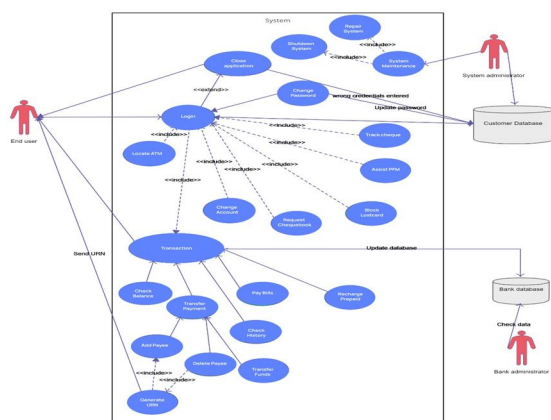 System
Repair
System
Shutdown
System
<<include>>
<<include>>
System
Maintenance
System administrator
Close
application
<<extend>>
Change
Password
wrong credentials entered
Update password
Customer Database
End user
Login
<<include>>
<<include>>
Track cheque
Locate ATM
<<include>>
<<include>>
<<include>>
<<include>>
Assist PPM
Change
Account
Request
Chequebook
Block
Lostcard
Send URN
Transaction
Update database
Check
Balance
Transfer
Payment
Pay Bills
Recharge
Prepaid
Bank database
Check
History
Check data
Add Payee
Delete Payee
Transfer
Funds
<<include>>
<<include>>
Generate
URN
Bank administrator